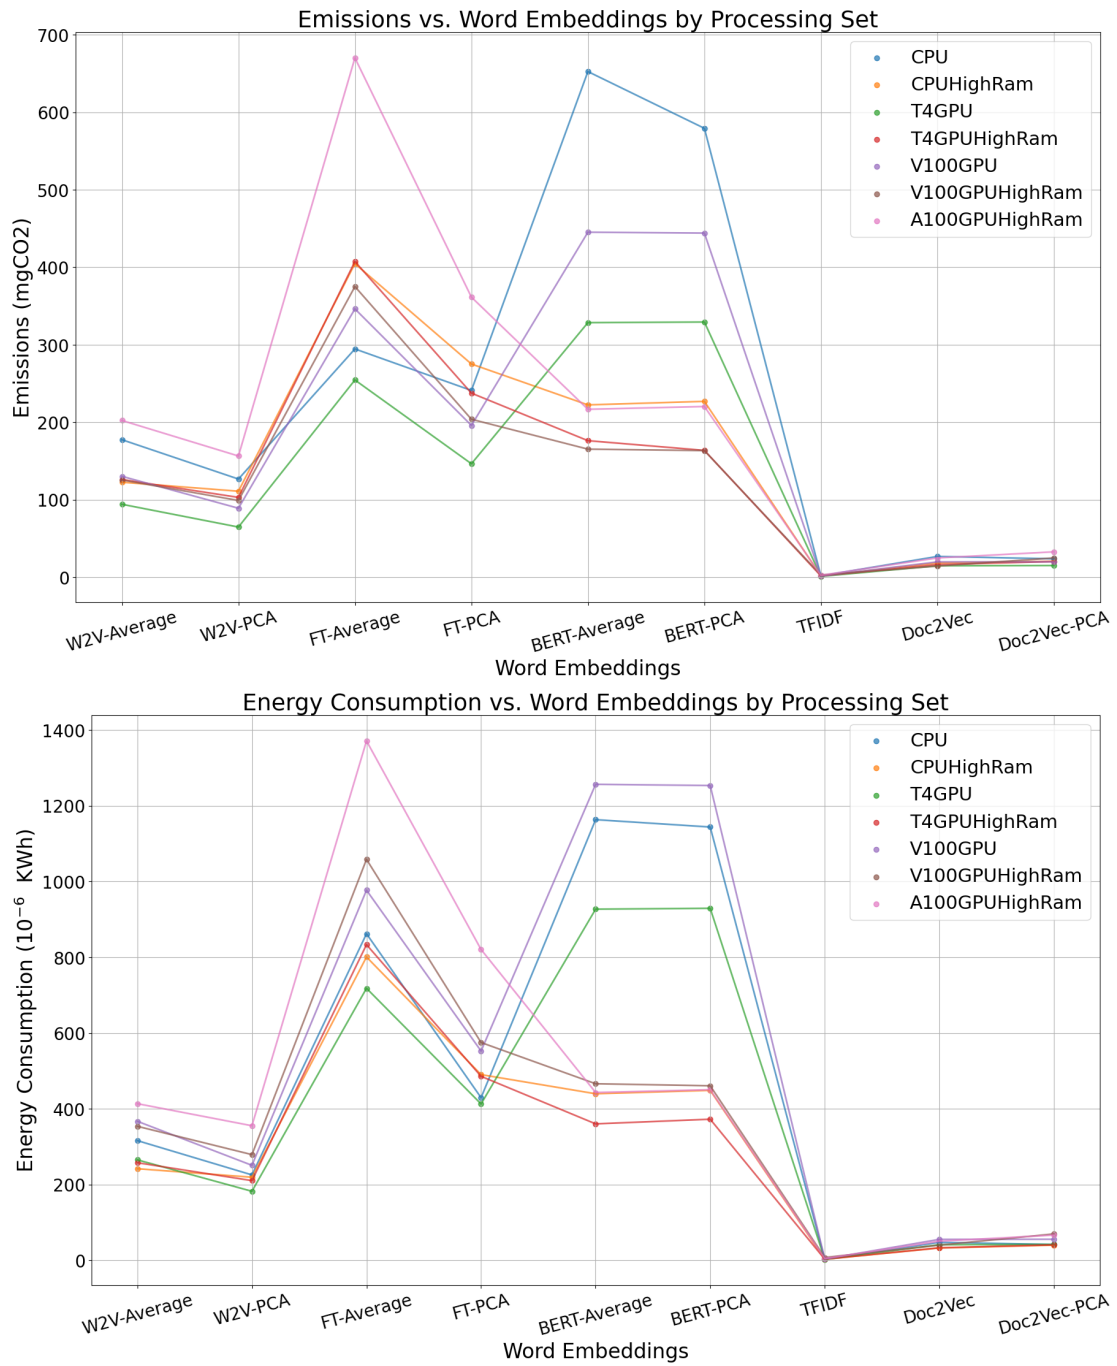 Emissions vs. Word Embeddings by Processing Set
700
600
500
400
300
200
100
0
Emissions (mgCO2)
CPU
CPUHighRam
T4GPU
T4GPUHighRam
V100GPU
V100GPUHighRam
A100GPUHighRam
W2V-Average
W2V-PCA
FT-Average
FT-PCA
BERT-Average
BERT-PCA
TFIDF
Doc2Vec
Doc2Vec-PCA
Word Embeddings
Energy Consumption vs. Word Embeddings by Processing Set
1400
1200
1000
800
600
400
200
0
Energy Consumption (10⁻⁶ KWh)
CPU
CPUHighRam
T4GPU
T4GPUHighRam
V100GPU
V100GPUHighRam
A100GPUHighRam
W2V-Average
W2V-PCA
FT-Average
FT-PCA
BERT-Average
BERT-PCA
TFIDF
Doc2Vec
Doc2Vec-PCA
Word Embeddings